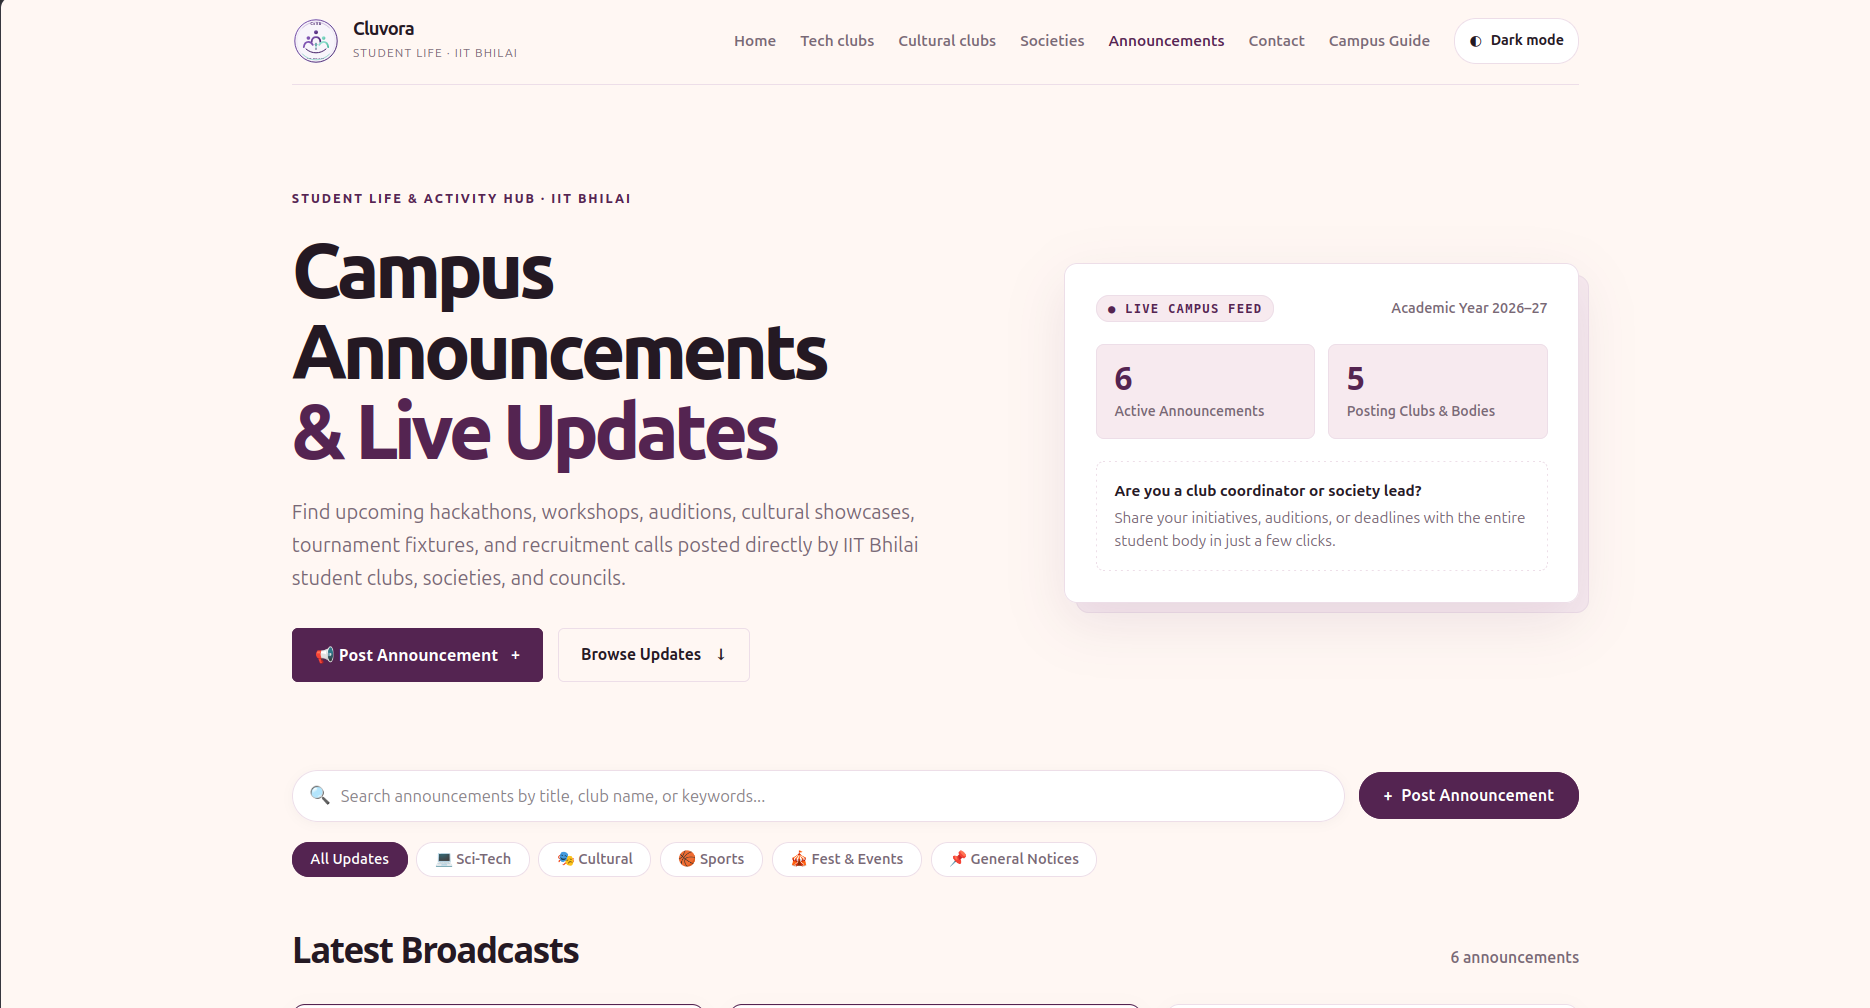 Cluvora
STUDENT LIFE · IIT BHILAI
Home
Tech clubs
Cultural clubs
Societies
Announcements
Contact
Campus Guide
Dark mode
STUDENT LIFE & ACTIVITY HUB · IIT BHILAI
Campus
Announcements
& Live Updates
Find upcoming hackathons, workshops, auditions, cultural showcases,
tournament fixtures, and recruitment calls posted directly by IIT Bhilai
student clubs, societies, and councils.
📢 Post Announcement +
Browse Updates ↓
● LIVE CAMPUS FEED
Academic Year 2026–27
6
Active Announcements
5
Posting Clubs & Bodies
Are you a club coordinator or society lead?
Share your initiatives, auditions, or deadlines with the entire
student body in just a few clicks.
Search announcements by title, club name, or keywords...
+ Post Announcement
All Updates
💻 Sci-Tech
🎭 Cultural
🏀 Sports
🎪 Fest & Events
📌 General Notices
Latest Broadcasts
6 announcements